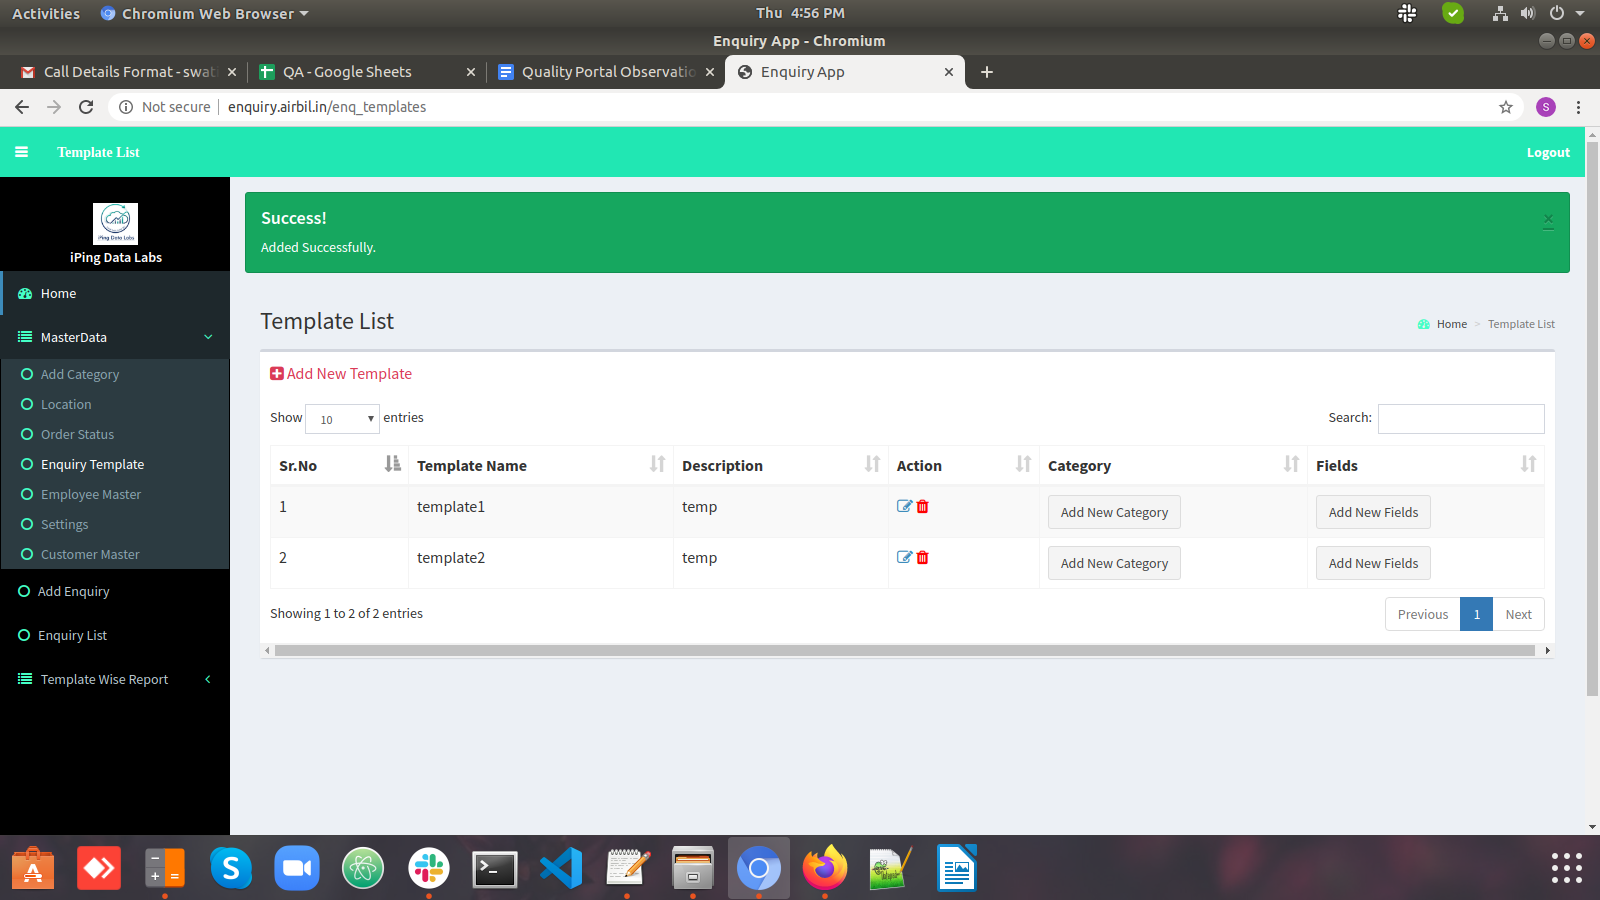 Activities Chromium Web Browser Thu 4:56 PM
Enquiry App - Chromium
Call Details Format - swat QA - Google Sheets Quality Portal Observatio Enquiry App
Not secure enquiry.airbil.in/enq_templates S
Template List Logout
iPing Data Labs
iPing Data Labs
Home
MasterData
Add Category
Location
Order Status
Enquiry Template
Employee Master
Settings
Customer Master
Add Enquiry
Enquiry List
Template Wise Report
Success! ×
Added Successfully.
Template List Home > Template List
Add New Template
Show 10 entries Search:
Sr.No Template Name Description Action Category Fields
1 template1 temp Add New Category Add New Fields
2 template2 temp Add New Category Add New Fields
Showing 1 to 2 of 2 entries Previous 1 Next